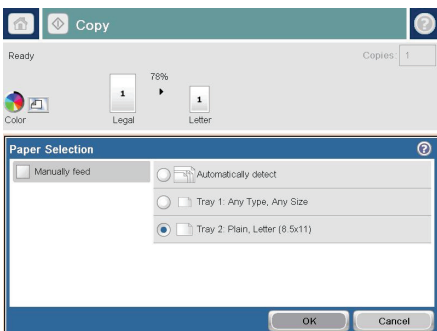 Copy
Ready
Copies: 1
78%
1
1
Color
Legal
Letter
Paper Selection
Manually feed
Automatically detect
Tray 1: Any Type, Any Size
Tray 2: Plain, Letter (8.5x11)
OK
Cancel